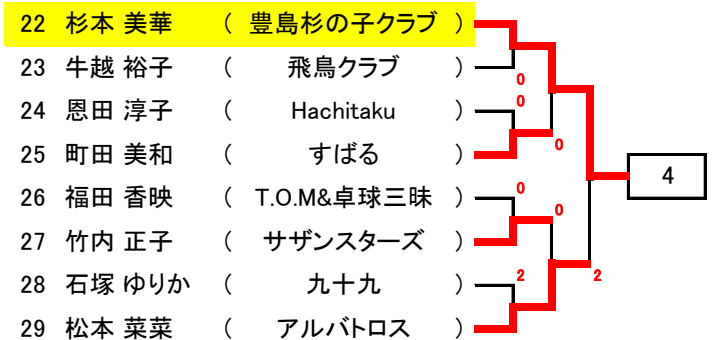 22 杉本 美華 ( 豊島杉の子クラブ )
23 牛越 裕子 ( 飛鳥クラブ )
0
24 恩田 淳子 ( Hachitaku )
0
25 町田 美和 ( すばる )
0
4
26 福田 香映 ( T.O.M&卓球三昧 )
0
27 竹内 正子 ( サザンスターズ )
0
28 石塚 ゆりか ( 九十九 )
2
2
29 松本 菜菜 ( アルバトロス )